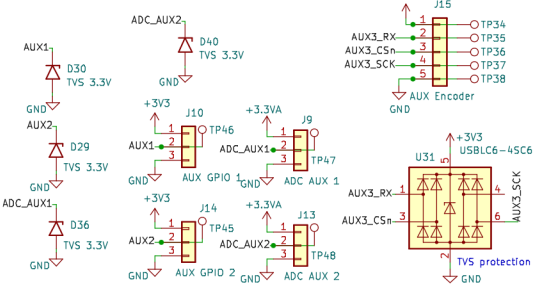 J15
AUX1
D30
TVS 3.3V
GND
ADC_AUX2
D40
TVS 3.3V
GND
1
2
3
4
5
AUX3_RX
AUX3_CSn
AUX3_SCK
GND
AUX Encoder
TP34
TP35
TP36
TP37
TP38
AUX2
D29
TVS 3.3V
GND
+3V3
J10
TP46
1
2
3
AUX1
GND
AUX GPIO 1
+3.3VA
J9
1
2
3
ADC_AUX1
TP47
GND
ADC AUX 1
+3V3
USBLC6-4SC6
U31
5
AUX3_RX
1
4
AUX3_SCK
AUX3_CSn
3
6
2
TVS protection
GND
ADC_AUX1
D36
TVS 3.3V
GND
+3V3
J14
TP45
1
2
3
AUX2
GND
AUX GPIO 2
+3.3VA
J13
1
2
3
ADC_AUX2
TP48
GND
ADC AUX 2